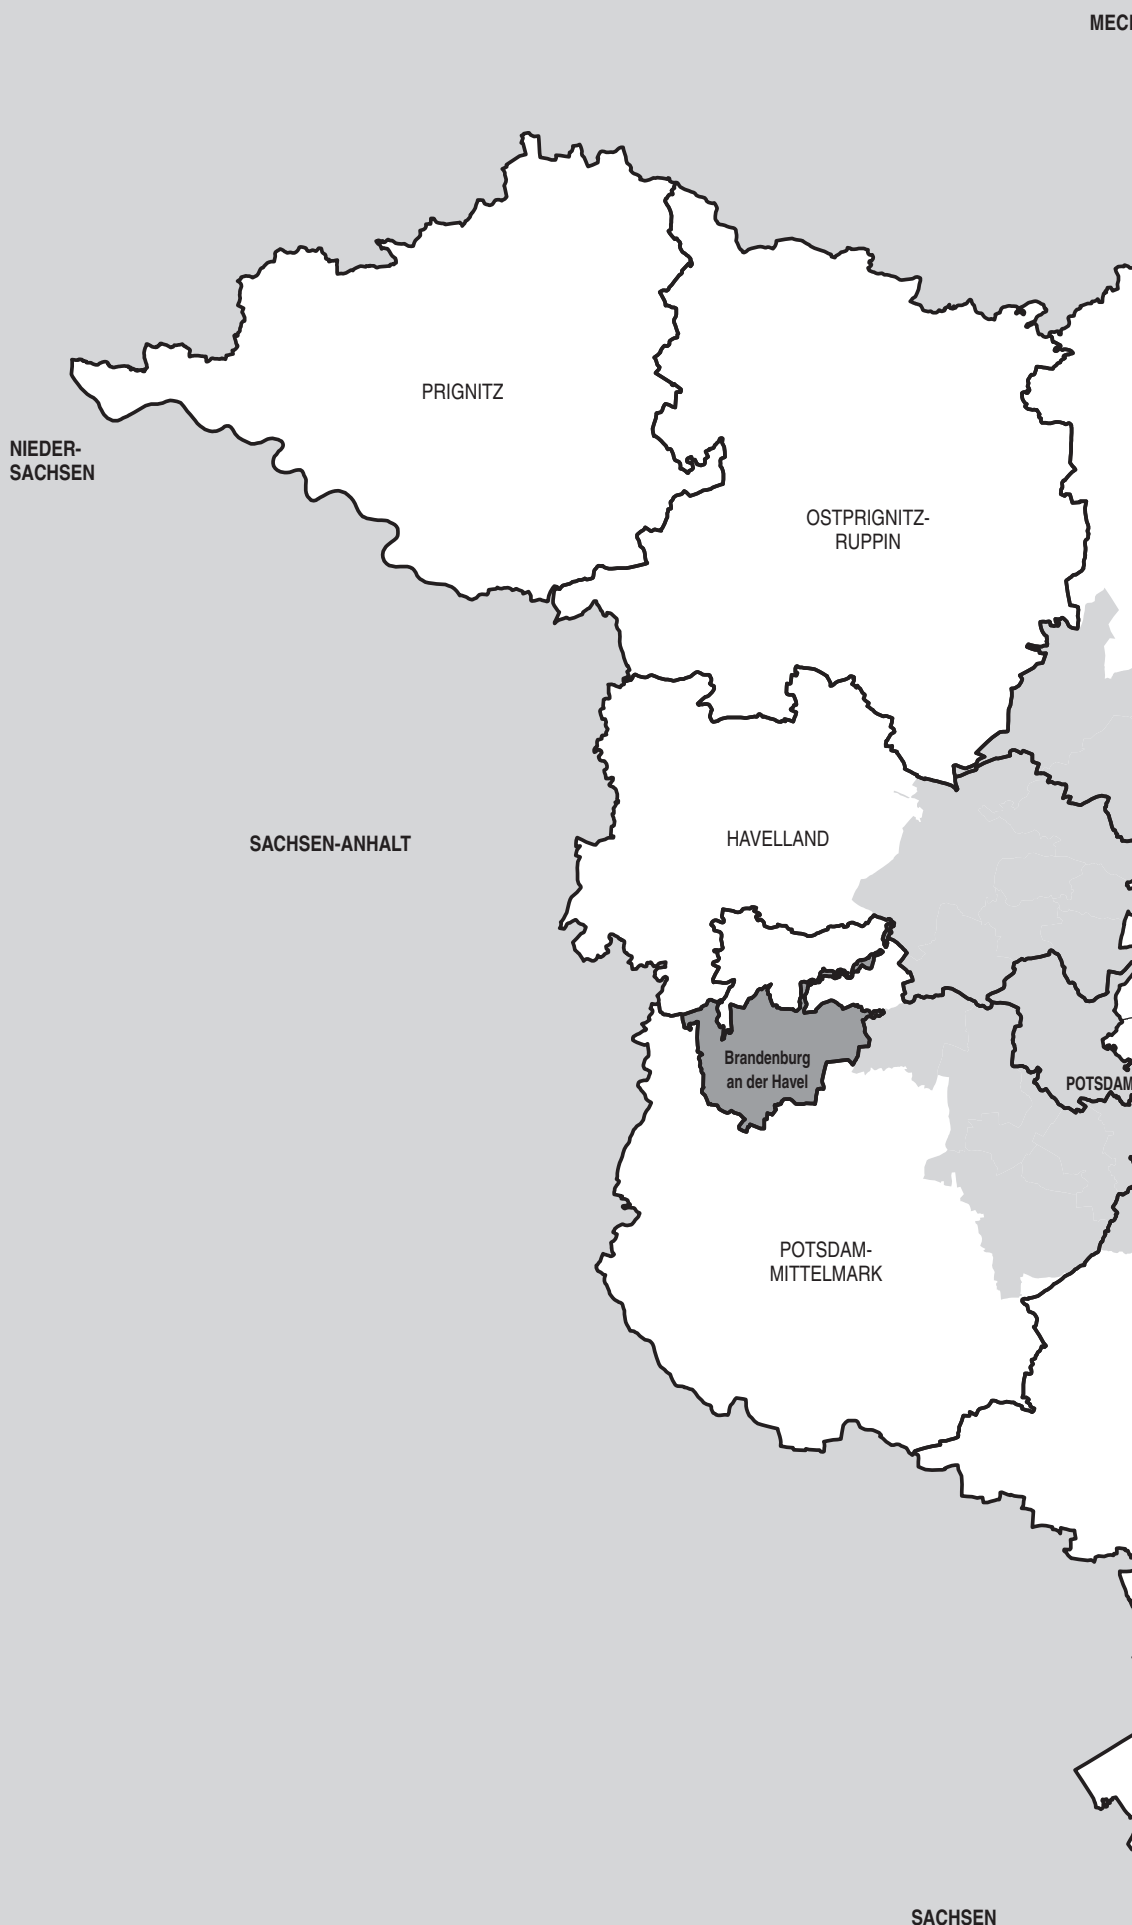 MECI
PRIGNITZ
NIEDER-
SACHSEN
OSTPRIGNITZ-
RUPPIN
SACHSEN-ANHALT
HAVELLAND
Brandenburg
an der Havel
POTSDAM
POTSDAM-
MITTELMARK
SACHSEN